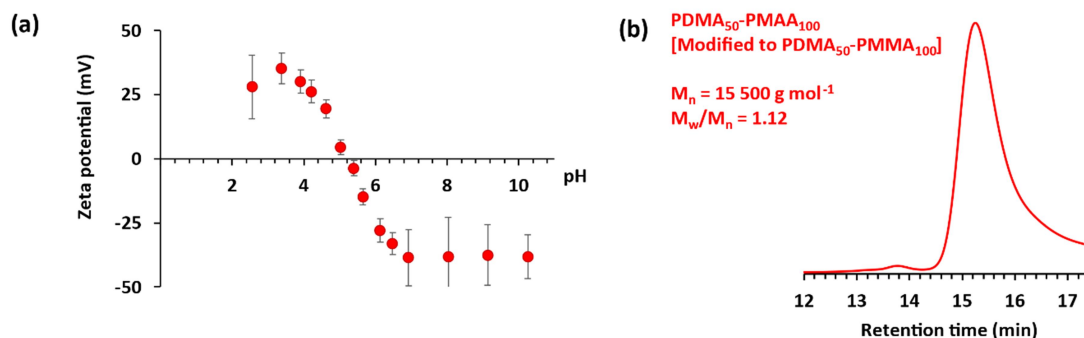 (a)
50
25
0
-25
-50
Zeta potential (mV)
2 4 6 8 10
pH
(b)
PDMA₅₀-PMAA₁₀₀
[Modified to PDMA₅₀-PMMA₁₀₀]
Mₙ = 15 500 g mol⁻¹
M_w/Mₙ = 1.12
12 13 14 15 16 17
Retention time (min)